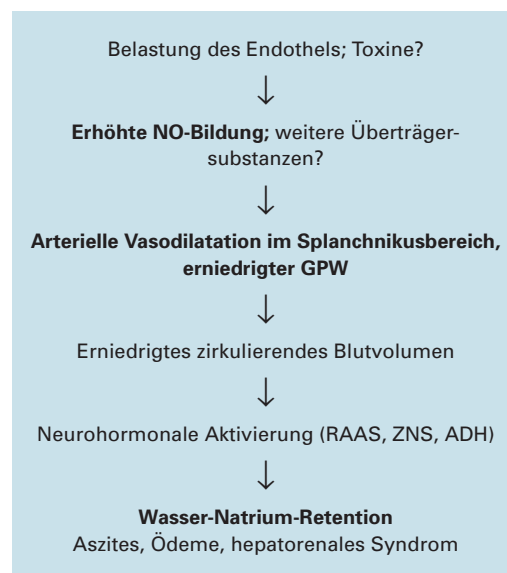 Belastung des Endothels; Toxine?
↓
Erhöhte NO-Bildung; weitere Überträger-
substanzen?
↓
Arterielle Vasodilatation im Splanchnikusbereich,
erniedrigter GPW
↓
Erniedrigtes zirkulierendes Blutvolumen
↓
Neurohormonale Aktivierung (RAAS, ZNS, ADH)
↓
Wasser-Natrium-Retention
Aszites, Ödeme, hepatorenales Syndrom